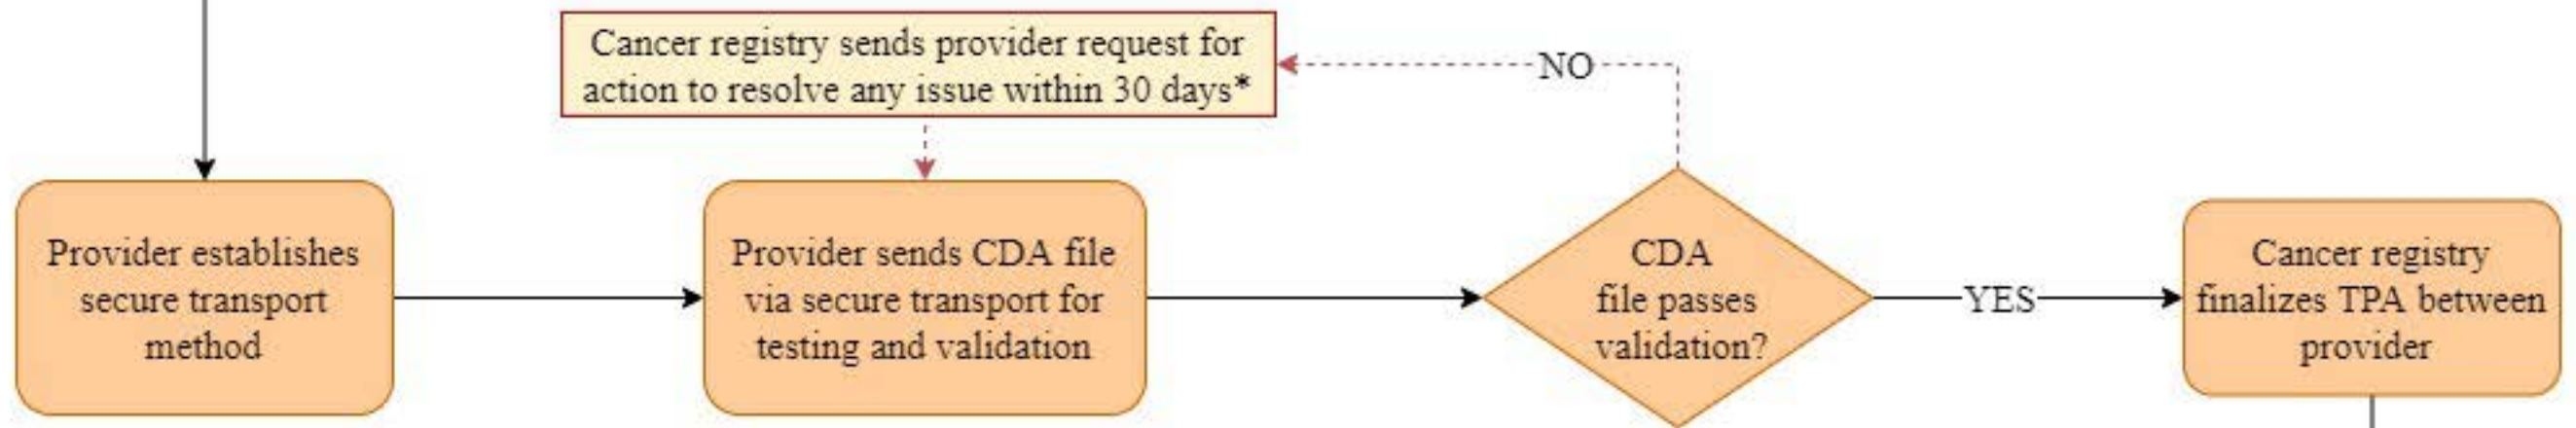 Cancer registry sends provider request for
action to resolve any issue within 30 days*
NO
Provider establishes
secure transport
method
Provider sends CDA file
via secure transport for
testing and validation
CDA
file passes
validation?
YES
Cancer registry
finalizes TPA between
provider